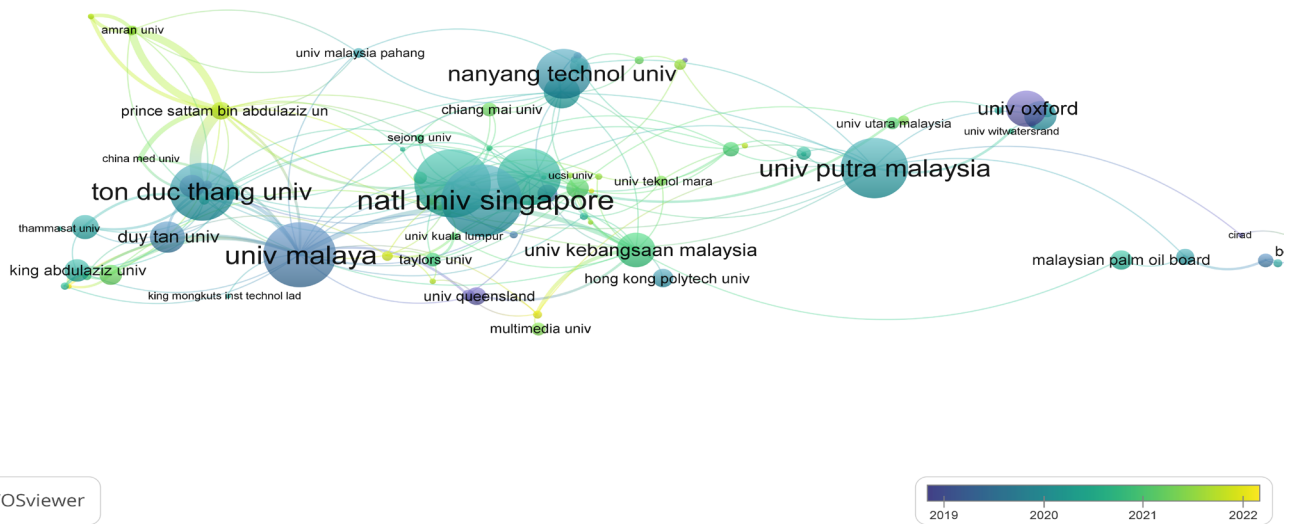 amran univ
univ malaysia pahang
nanyang technol univ
prince sattam bin abdulaziz un
chiang mai univ
univ oxford
univ utara malaysia
univ witwatersrand
sejong univ
china med univ
univ putra malaysia
ucsi univ
univ teknol mara
ton duc thang univ
natl univ singapore
thammasat univ
duy tan univ
univ kuala lumpur
cirad
univ malaya
taylors univ
univ kebangsaan malaysia
malaysian palm oil board
b
king abdulaziz univ
hong kong polytech univ
king mongkuts inst technol lad
univ queensland
multimedia univ
OSviewer
2019 2020 2021 2022